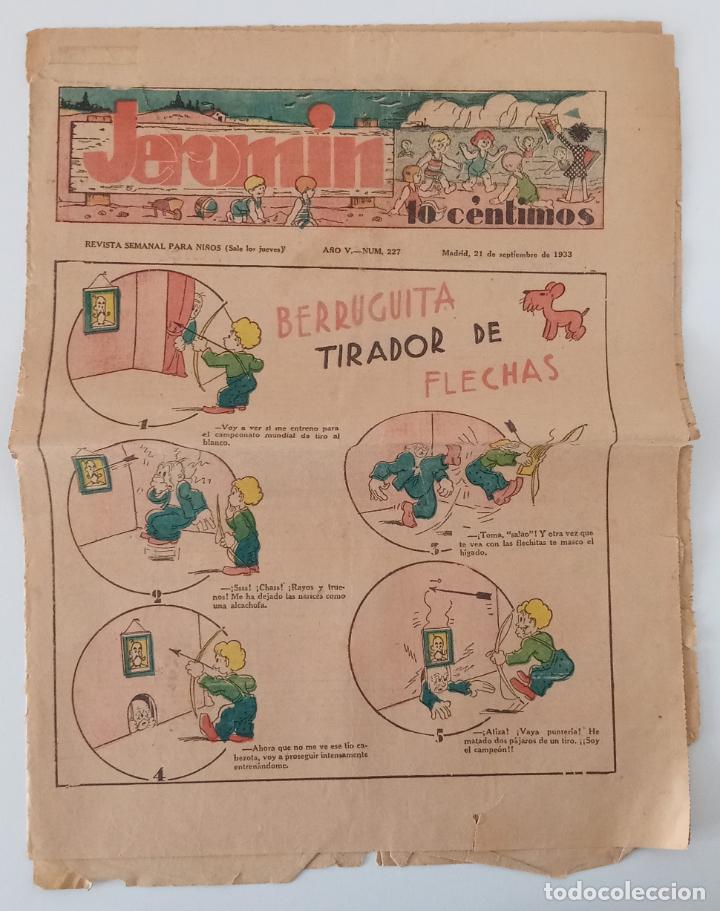 Jeromin
10 céntimos
REVISTA SEMANAL PARA NIÑOS (Sale los jueves)
AÑO V.—NUM. 227
Madrid, 21 de septiembre de 1933
BERRUGUITA
TIRADOR DE
FLECHAS
1
—Voy a ver si me entreno para
el campeonato mundial de tiro al
blanco.
2
—¡Ssss! ¡Chass! ¡Rayos y true-
nos! Me ha dejado las narices como
una alcachofa.
3
—¡Toma, "salao"! Y otra vez que
te vea con las flechitas te masco el
hígado.
4
—Ahora que no me ve ese tío ca-
bezota, voy a proseguir intensamente
entrenándome.
5
—¡Atiza! ¡Vaya puntería! He
matado dos pájaros de un tiro. ¡¡Soy
el campeón!!
todocoleccion.net